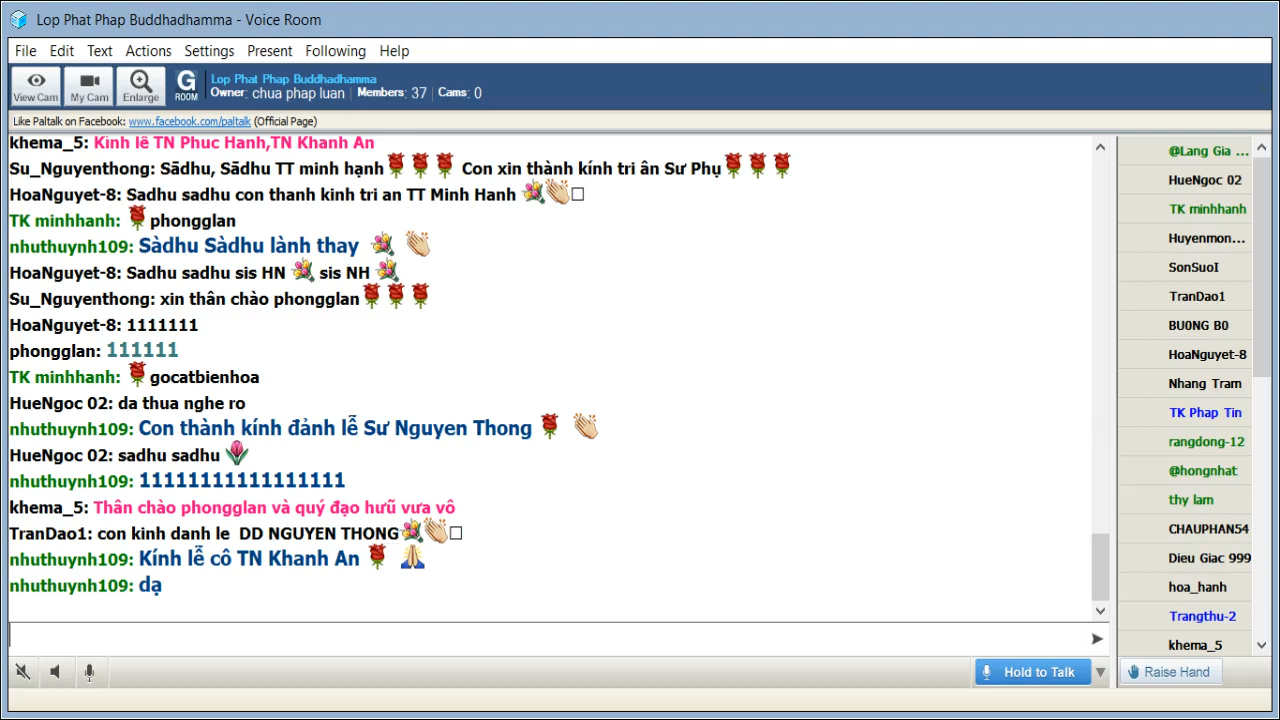 Lop Phat Phap Buddhadhamma - Voice Room
File Edit Text Actions Settings Present Following Help
View Cam My Cam Enlarge G ROOM
Lop Phat Phap Buddhadhamma
Owner: chua phap luan Members: 37 Cams: 0
Like Paltalk on Facebook: www.facebook.com/paltalk (Official Page)
khema_5: Kinh lê TN Phuc Hanh,TN Khanh An
Su_Nguyenthong: Sādhu, Sādhu TT minh hạnh🌹🌹🌹 Con xin thành kính tri ân Sư Phụ🌹🌹🌹
HoaNguyet-8: Sadhu sadhu con thanh kinh tri an TT Minh Hanh 💐👏□
TK minhhanh: 🌹phongglan
nhuthuynh109: Sàdhu Sàdhu lành thay 💐 👏
HoaNguyet-8: Sadhu sadhu sis HN 💐 sis NH 💐
Su_Nguyenthong: xin thân chào phongglan🌹🌹🌹
HoaNguyet-8: 1111111
phongglan: 111111
TK minhhanh: 🌹gocatbienhoa
HueNgoc 02: da thua nghe ro
nhuthuynh109: Con thành kính đảnh lễ Sư Nguyen Thong 🌹 👏
HueNgoc 02: sadhu sadhu 🌷
nhuthuynh109: 11111111111111111
khema_5: Thân chào phongglan và quý đạo hưũ vưa vô
TranDao1: con kinh danh le DD NGUYEN THONG💐👏□
nhuthuynh109: Kính lễ cô TN Khanh An 🌹 🙏
nhuthuynh109: dạ
@Lang Gia ...
HueNgoc 02
TK minhhanh
Huyenmon...
SonSuoI
TranDao1
BU0NG B0
HoaNguyet-8
Nhang Tram
TK Phap Tin
rangdong-12
@hongnhat
thy lam
CHAUPHAN54
Dieu Giac 999
hoa_hanh
Trangthu-2
khema_5
Hold to Talk
Raise Hand